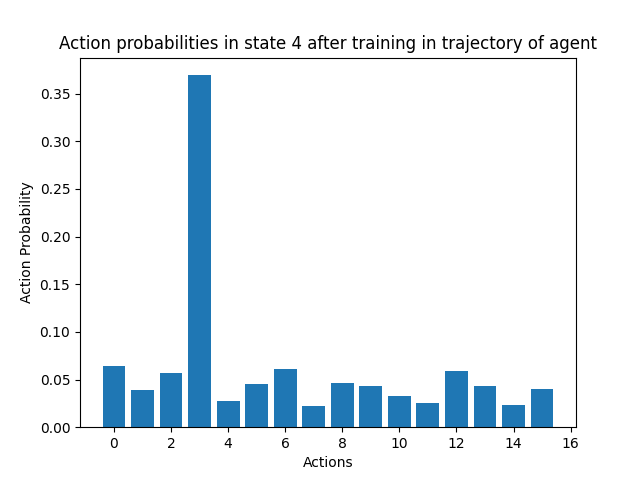 Action probabilities in state 4 after training in trajectory of agent
Action Probability
0.35
0.30
0.25
0.20
0.15
0.10
0.05
0.00
0 2 4 6 8 10 12 14 16
Actions